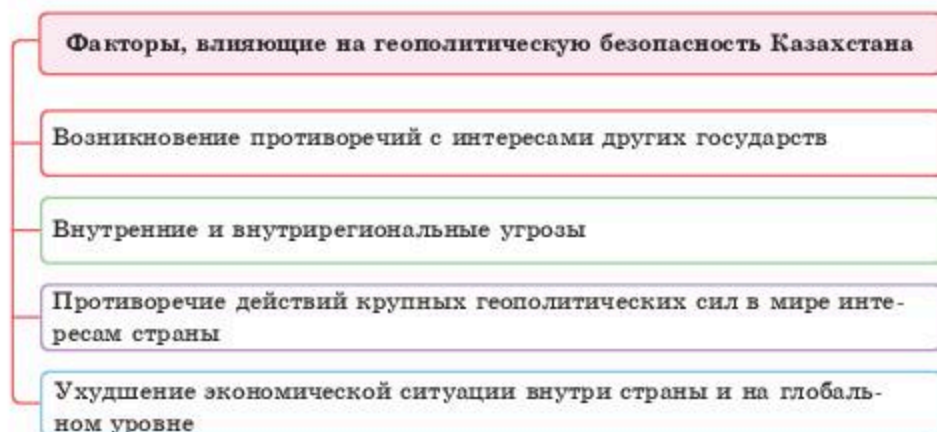 Факторы, влияющие на геополитическую безопасность Казахстана
Возникновение противоречий с интересами других государств
Внутренние и внутрирегиональные угрозы
Противоречие действий крупных геополитических сил в мире инте-
ресам страны
Ухудшение экономической ситуации внутри страны и на глобаль-
ном уровне